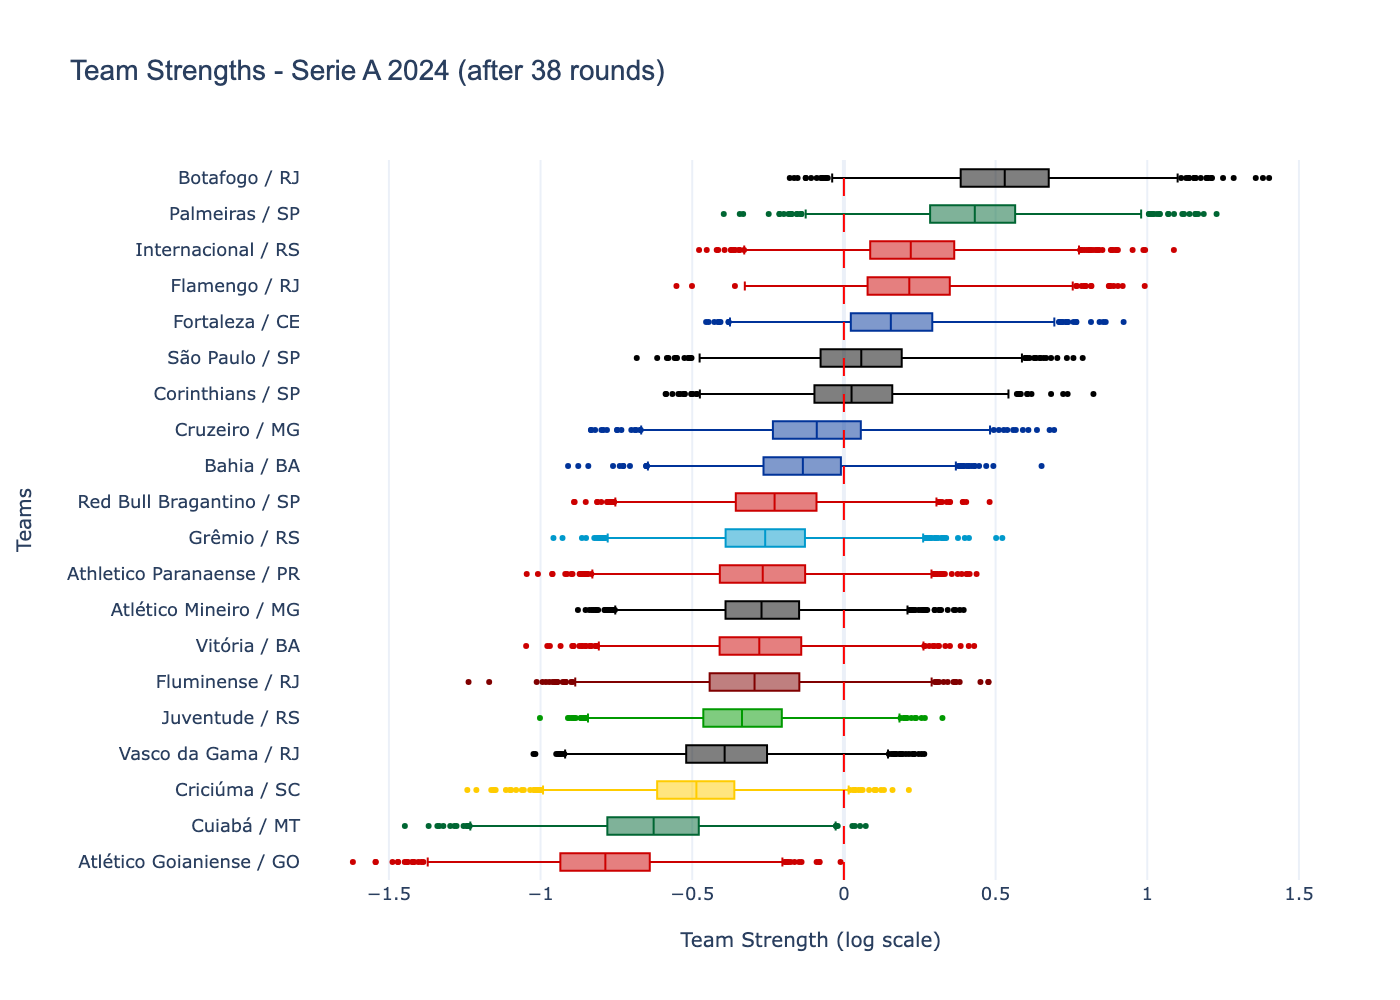 Team Strengths - Serie A 2024 (after 38 rounds)
Teams
Botafogo / RJ
Palmeiras / SP
Internacional / RS
Flamengo / RJ
Fortaleza / CE
São Paulo / SP
Corinthians / SP
Cruzeiro / MG
Bahia / BA
Red Bull Bragantino / SP
Grêmio / RS
Athletico Paranaense / PR
Atlético Mineiro / MG
Vitória / BA
Fluminense / RJ
Juventude / RS
Vasco da Gama / RJ
Criciúma / SC
Cuiabá / MT
Atlético Goianiense / GO
−1.5 −1 −0.5 0 0.5 1 1.5
Team Strength (log scale)